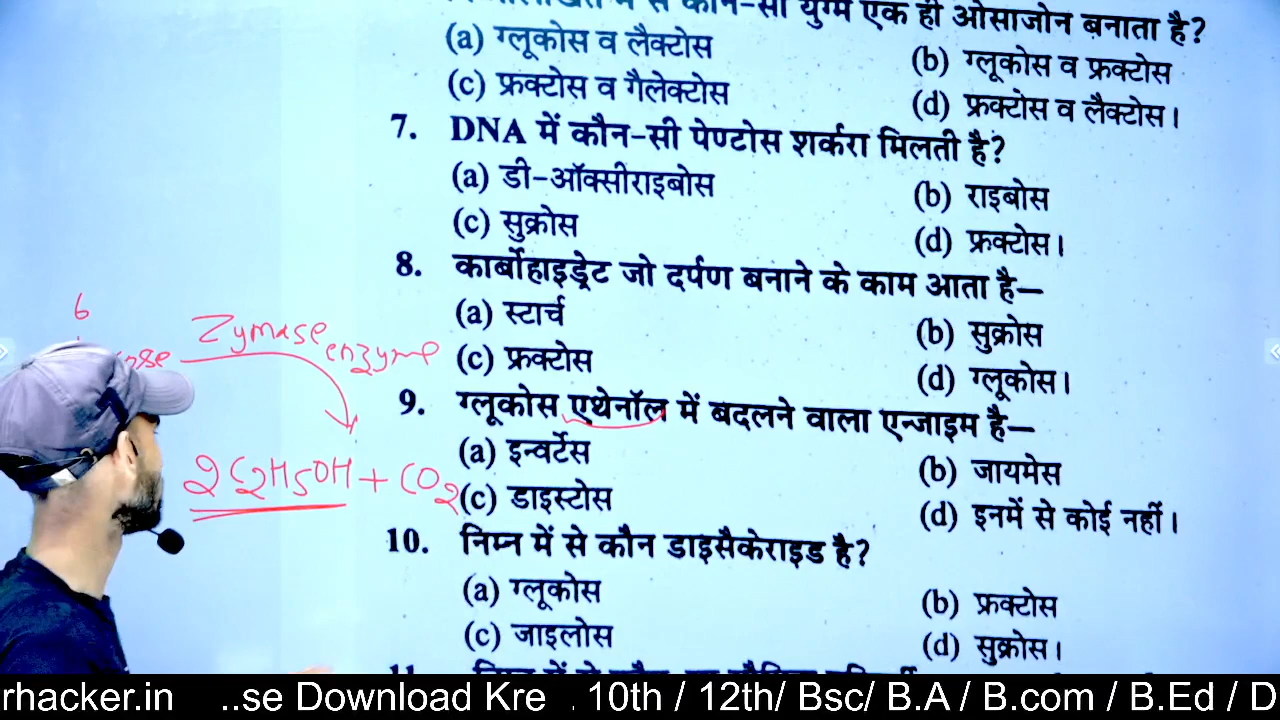 में से कौन-सा युग्म एक ही ओसाजोन बनाता है?
(a) ग्लूकोस व लैक्टोस (b) ग्लूकोस व फ्रक्टोस
(c) फ्रक्टोस व गैलेक्टोस (d) फ्रक्टोस व लैक्टोस।
7. DNA में कौन-सी पेण्टोस शर्करा मिलती है?
(a) डी-ऑक्सीराइबोस (b) राइबोस
(c) सुक्रोस (d) फ्रक्टोस।
8. कार्बोहाइड्रेट जो दर्पण बनाने के काम आता है—
(a) स्टार्च (b) सुक्रोस
(c) फ्रक्टोस (d) ग्लूकोस।
9. ग्लूकोस एथेनॉल में बदलने वाला एन्जाइम है—
(a) इन्वर्टेस (b) जायमेस
(c) डाइस्टोस (d) इनमें से कोई नहीं।
10. निम्न में से कौन डाइसैकेराइड है?
(a) ग्लूकोस (b) फ्रक्टोस
(c) जाइलोस (d) सुक्रोस।
6
Zymase enzyme
2C2H5OH + CO2
rhacker.in ..se Download Kre . 10th / 12th/ Bsc/ B.A / B.com / B.Ed / D